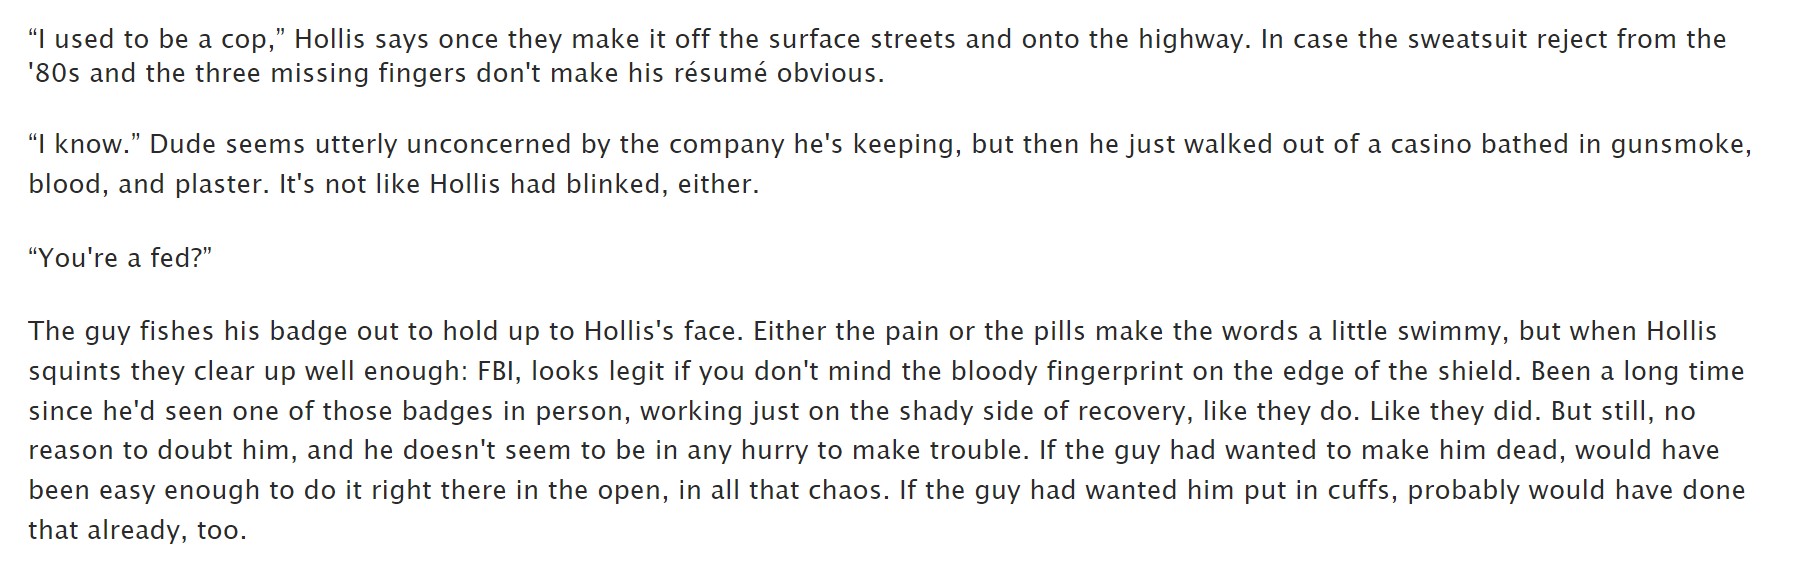 “I used to be a cop,” Hollis says once they make it off the surface streets and onto the highway. In case the sweatsuit reject from the
'80s and the three missing fingers don't make his résumé obvious.
“I know.” Dude seems utterly unconcerned by the company he's keeping, but then he just walked out of a casino bathed in gunsmoke,
blood, and plaster. It's not like Hollis had blinked, either.
“You're a fed?”
The guy fishes his badge out to hold up to Hollis's face. Either the pain or the pills make the words a little swimmy, but when Hollis
squints they clear up well enough: FBI, looks legit if you don't mind the bloody fingerprint on the edge of the shield. Been a long time
since he'd seen one of those badges in person, working just on the shady side of recovery, like they do. Like they did. But still, no
reason to doubt him, and he doesn't seem to be in any hurry to make trouble. If the guy had wanted to make him dead, would have
been easy enough to do it right there in the open, in all that chaos. If the guy had wanted him put in cuffs, probably would have done
that already, too.